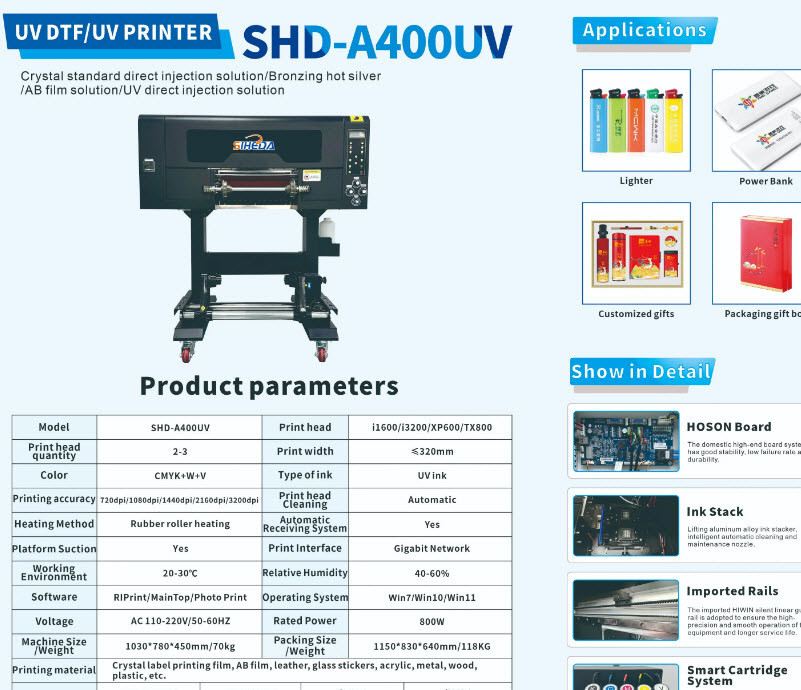 UV DTF/UV PRINTER
SHD-A400UV
Crystal standard direct injection solution/Bronzing hot silver
/AB film solution/UV direct injection solution
SIHEDA
Product parameters
Model SHD-A400UV Print head i1600/i3200/XP600/TX800
Print head quantity 2-3 Print width ≤320mm
Color CMYK+W+V Type of ink UV ink
Printing accuracy 720dpi/1080dpi/1440dpi/2160dpi/3200dpi Print head Cleaning Automatic
Heating Method Rubber roller heating Automatic Receiving System Yes
Platform Suction Yes Print Interface Gigabit Network
Working Environment 20-30℃ Relative Humidity 40-60%
Software RIPrint/MainTop/Photo Print Operating System Win7/Win10/Win11
Voltage AC 110-220V/50-60HZ Rated Power 800W
Machine Size /Weight 1030*780*450mm/70kg Packing Size /Weight 1150*830*640mm/118KG
Printing material Crystal label printing film, AB film, leather, glass stickers, acrylic, metal, wood,
plastic, etc.
Applications
Lighter
Power Bank
Customized gifts
Packaging gift bo
Show in Detail
HOSON Board
The domestic high-end board syste
has good stability, low failure rate a
durability.
Ink Stack
Lifting aluminum alloy ink stacker,
intelligent automatic cleaning and
maintenance nozzle.
Imported Rails
The imported HIWIN silent linear gu
rail is adopted to ensure the high-
precision and smooth operation of t
equipment and longer service life.
Smart Cartridge
System